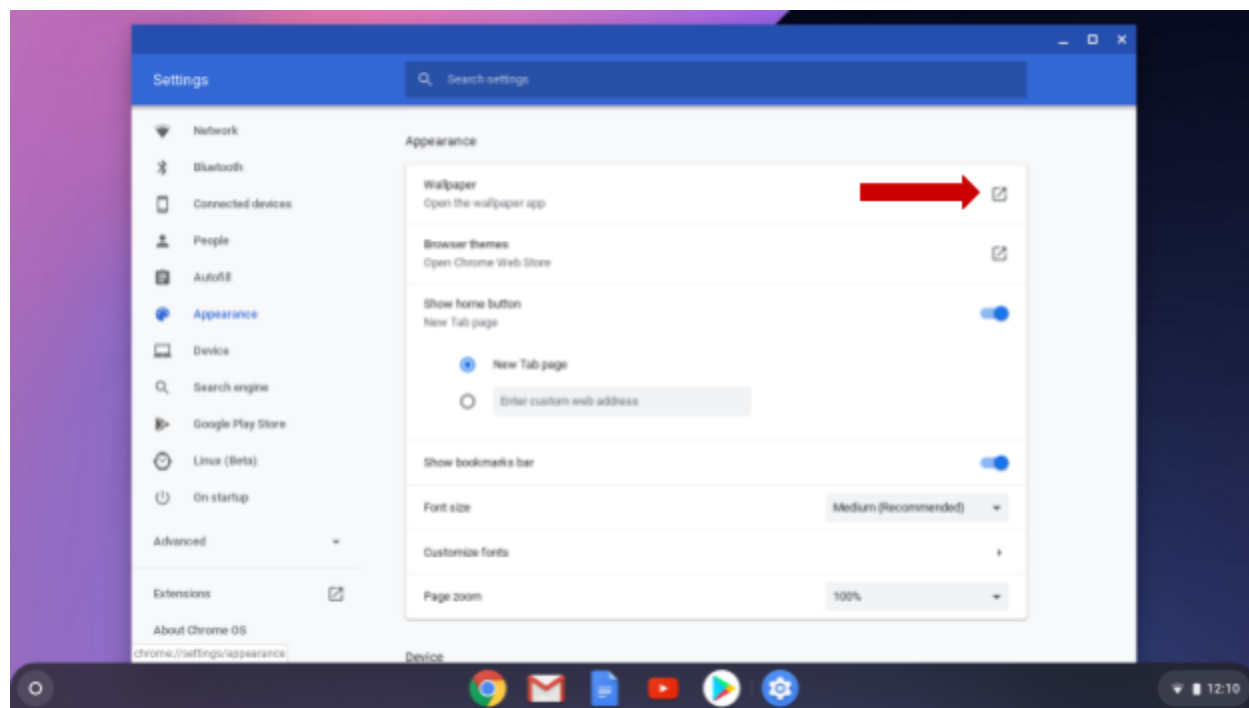 Settings
Search settings
Network
Bluetooth
Connected devices
People
Autofill
Appearance
Device
Search engine
Google Play Store
Linux (Beta)
On startup
Advanced
Extensions
About Chrome OS
chrome://settings/appearance
Appearance
Wallpaper
Open the wallpaper app
Browser themes
Open Chrome Web Store
Show home button
New Tab page
New Tab page
Enter custom web address
Show bookmarks bar
Font size
Medium (Recommended)
Customize fonts
Page zoom
100%
Device
12:10